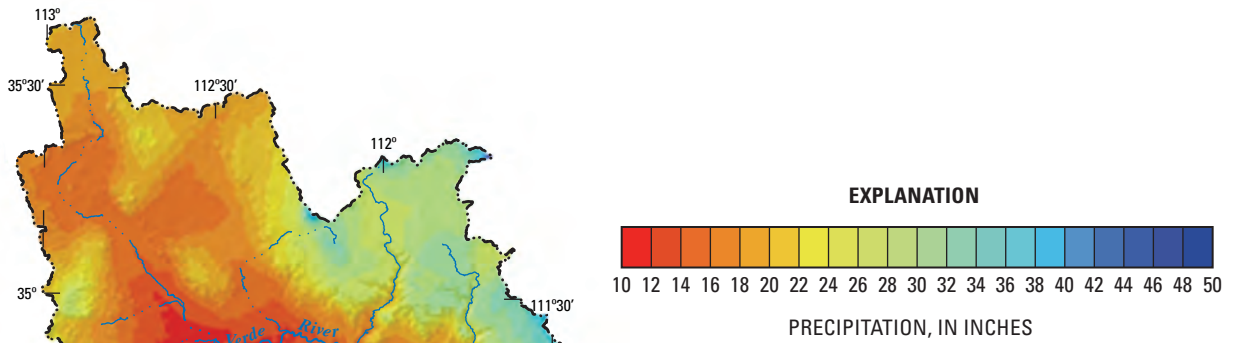 113°
35°30′
112°30′
112°
35°
111°30′
Verde River
EXPLANATION
10 12 14 16 18 20 22 24 26 28 30 32 34 36 38 40 42 44 46 48 50
PRECIPITATION, IN INCHES